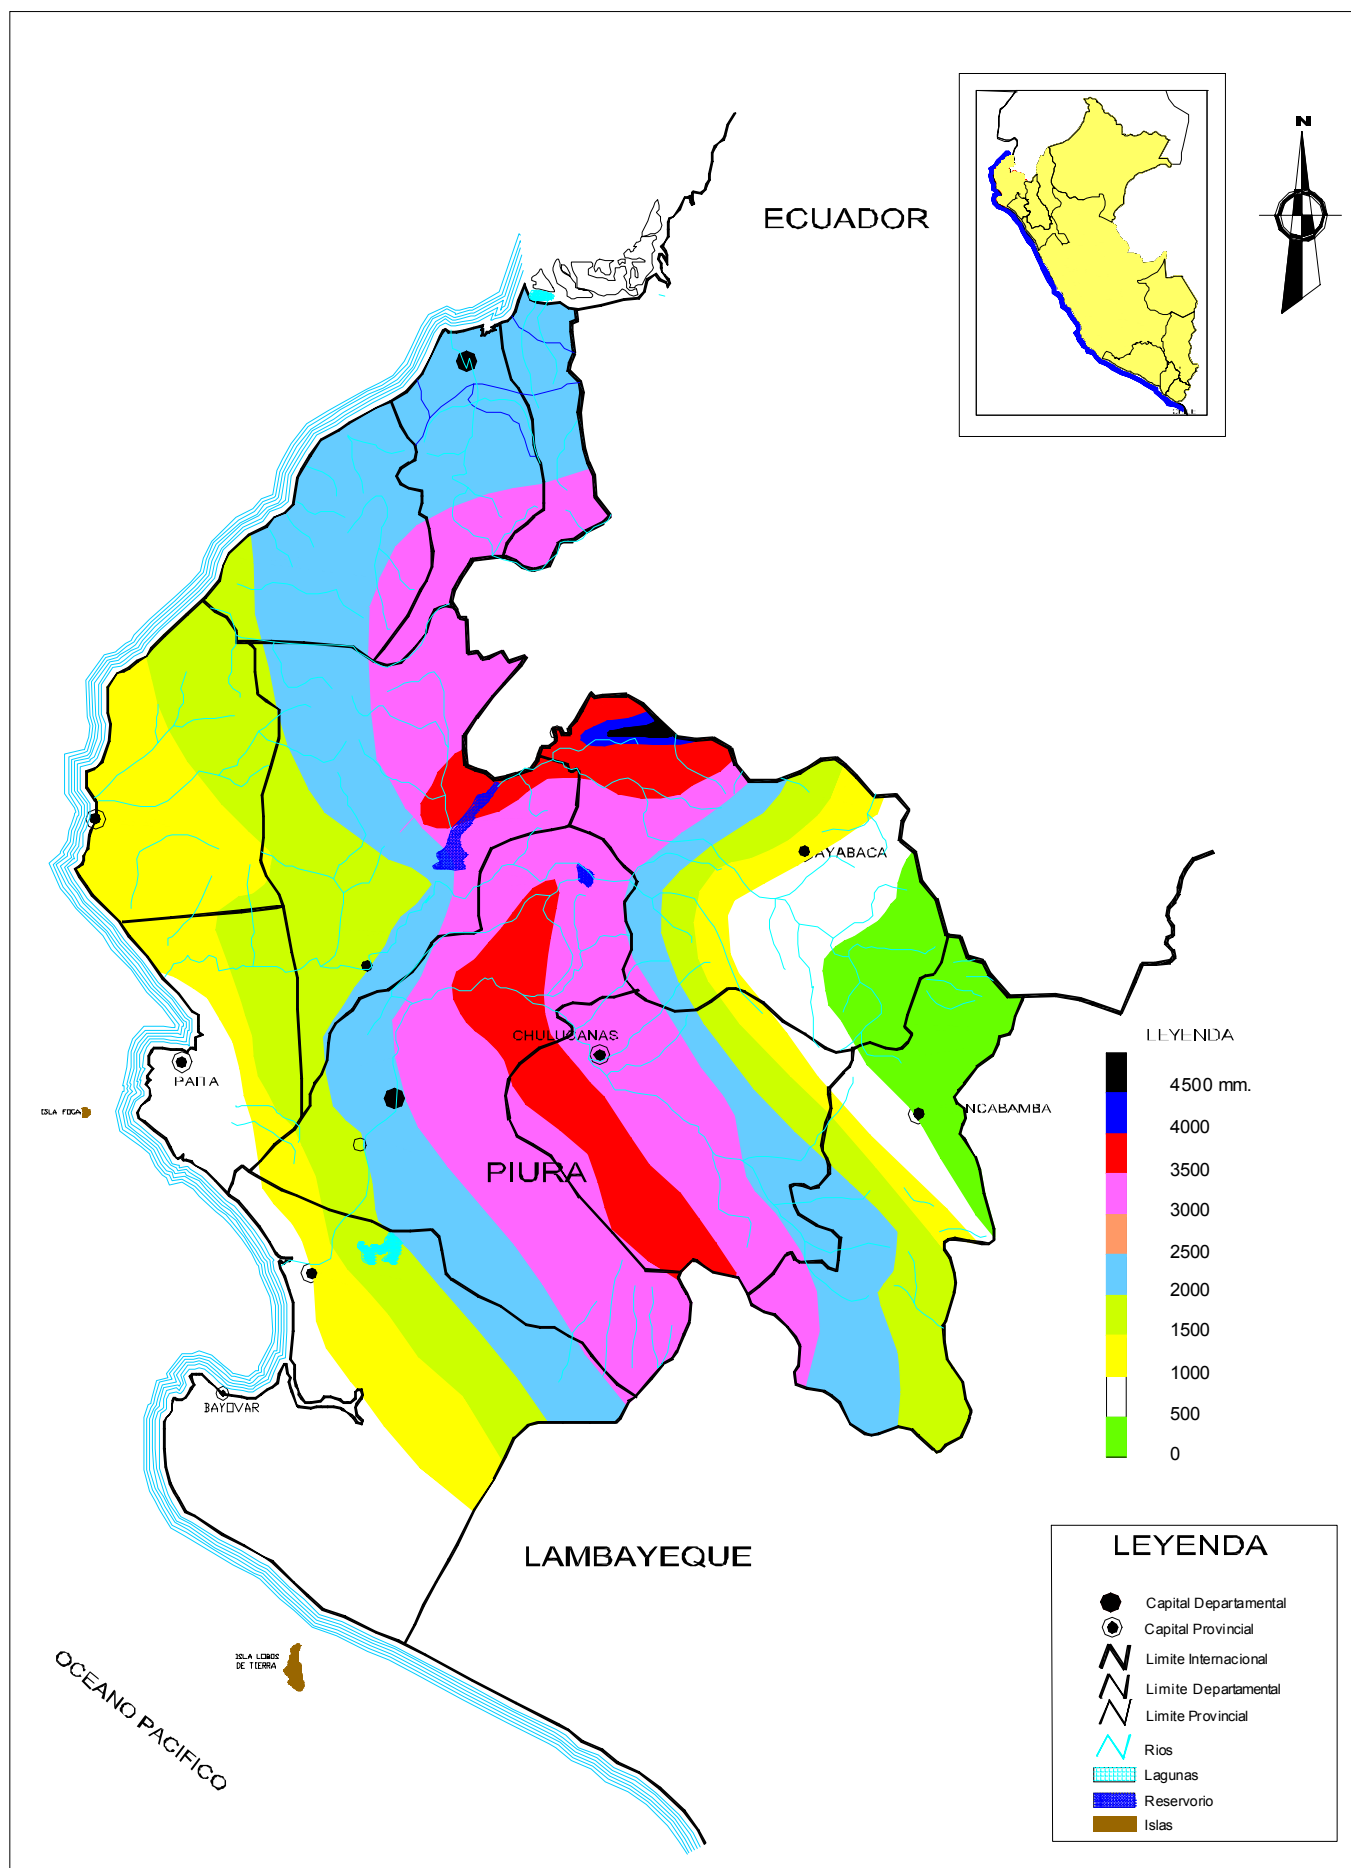 N
ECUADOR
AYABACA
CHULUCANAS
PAITA
ISLA FOCA
NCABAMBA
PIURA
BAYOVAR
LEYENDA
4500 mm.
4000
3500
3000
2500
2000
1500
1000
500
0
LAMBAYEQUE
ISLA LOBOS
DE TIERRA
OCEANO PACIFICO
LEYENDA
Capital Departamental
Capital Provincial
Limite Internacional
Limite Departamental
Limite Provincial
Rios
Lagunas
Reservorio
Islas